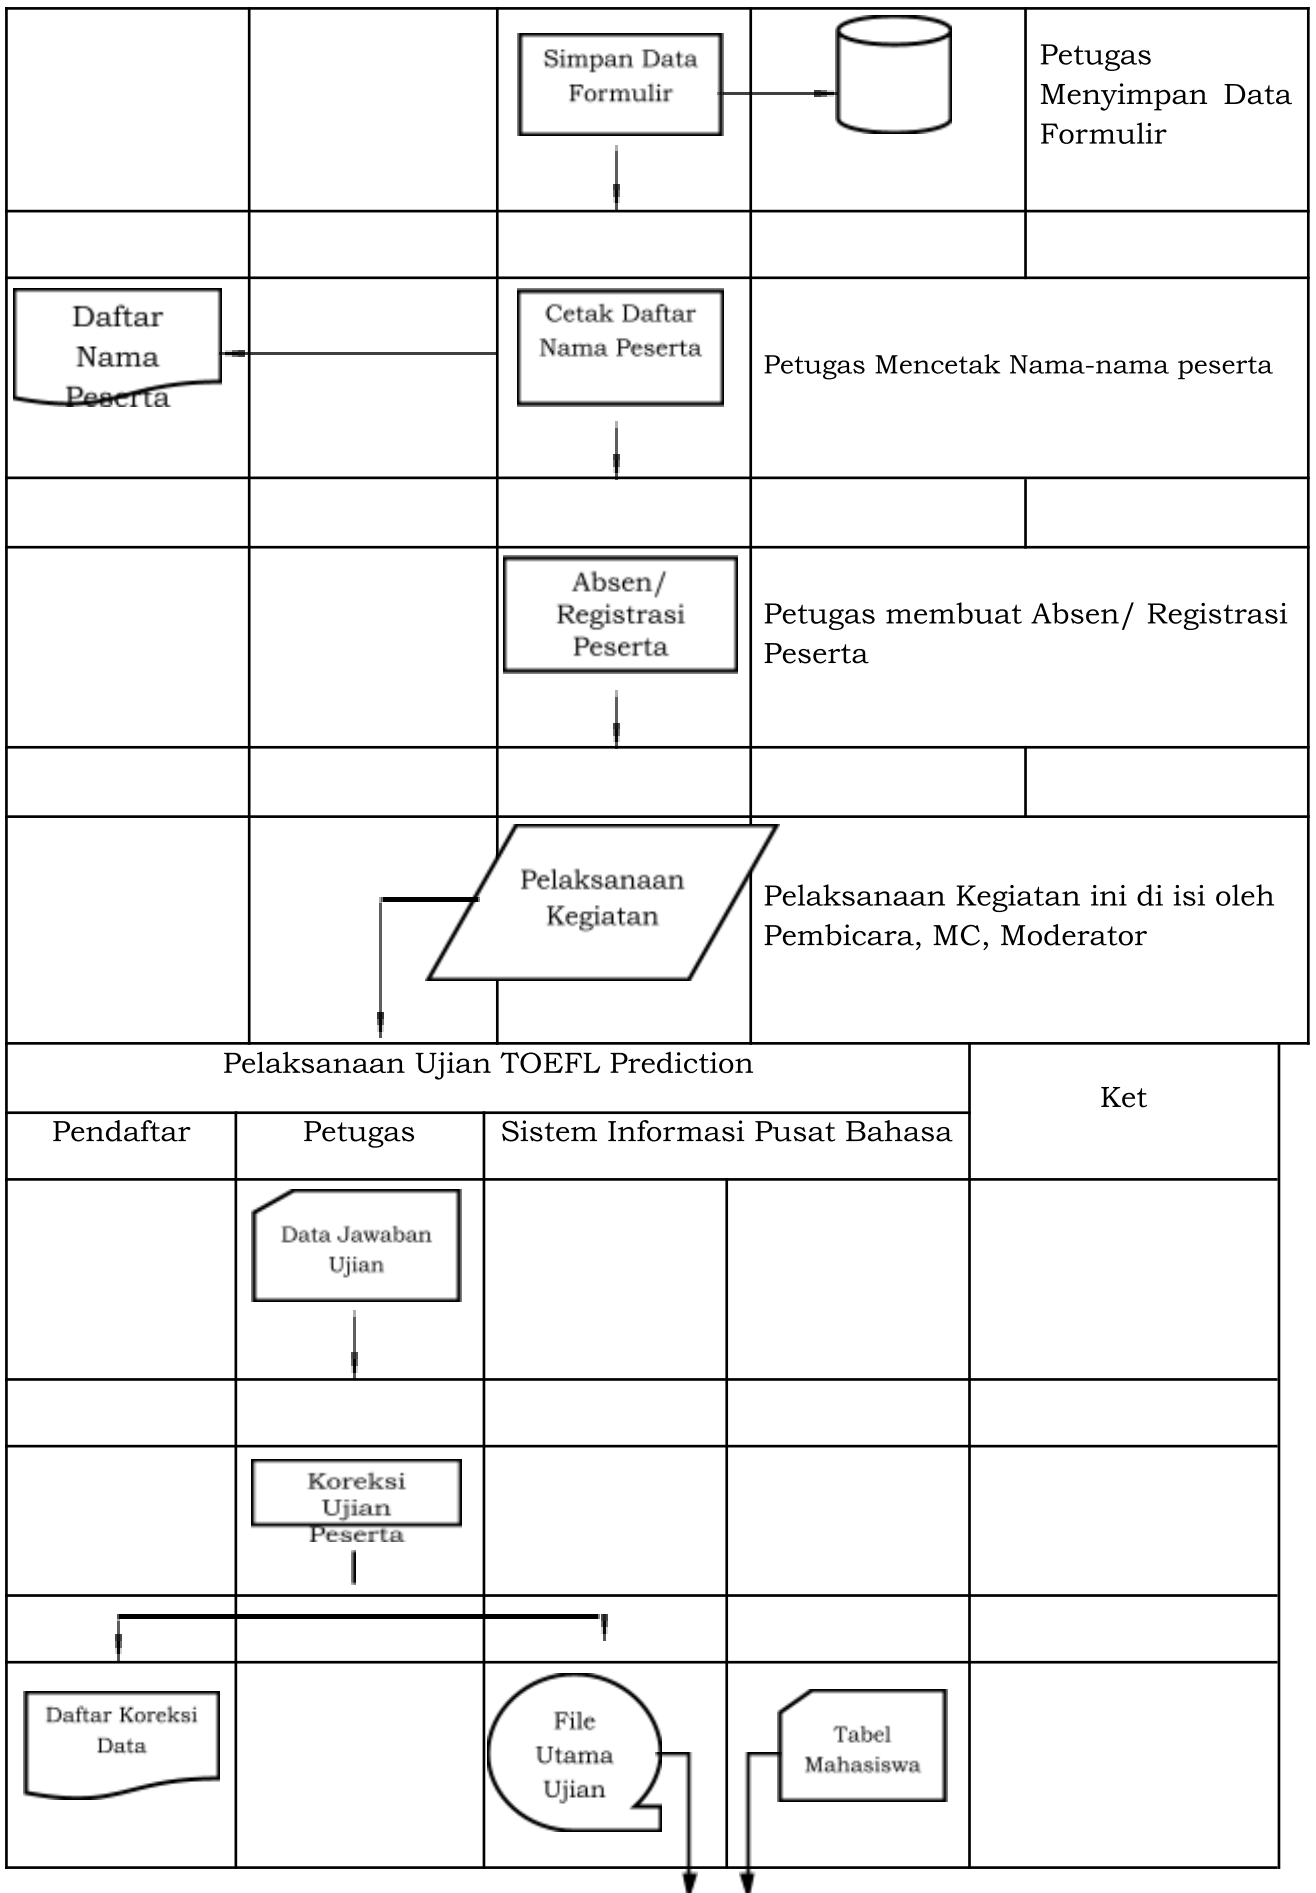 Simpan Data
Formulir
Petugas
Menyimpan Data
Formulir
Daftar
Nama
Peserta
Cetak Daftar
Nama Peserta
Petugas Mencetak Nama-nama peserta
Absen/
Registrasi
Peserta
Petugas membuat Absen/ Registrasi
Peserta
Pelaksanaan
Kegiatan
Pelaksanaan Kegiatan ini di isi oleh
Pembicara, MC, Moderator
Pelaksanaan Ujian TOEFL Prediction
Ket
Pendaftar
Petugas
Sistem Informasi Pusat Bahasa
Data Jawaban
Ujian
Koreksi
Ujian
Peserta
Daftar Koreksi
Data
File
Utama
Ujian
Tabel
Mahasiswa